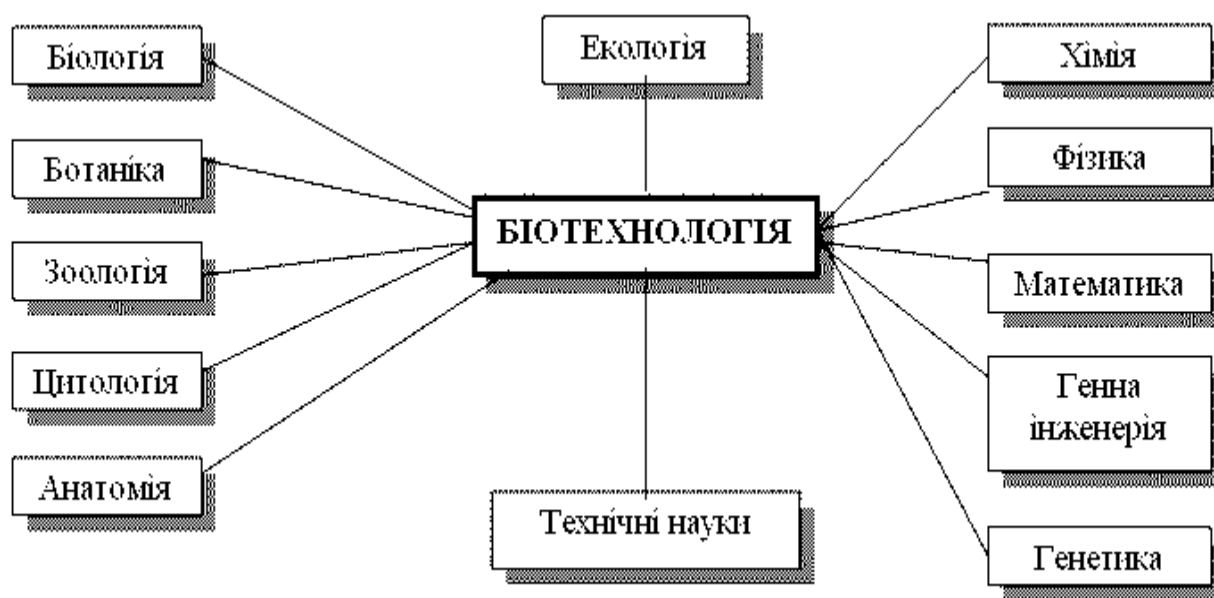 Біологія
Екологія
Хімія
Ботаніка
Фізика
БІОТЕХНОЛОГІЯ
Зоологія
Математика
Цитологія
Генна
інженерія
Анатомія
Технічні науки
Генетика